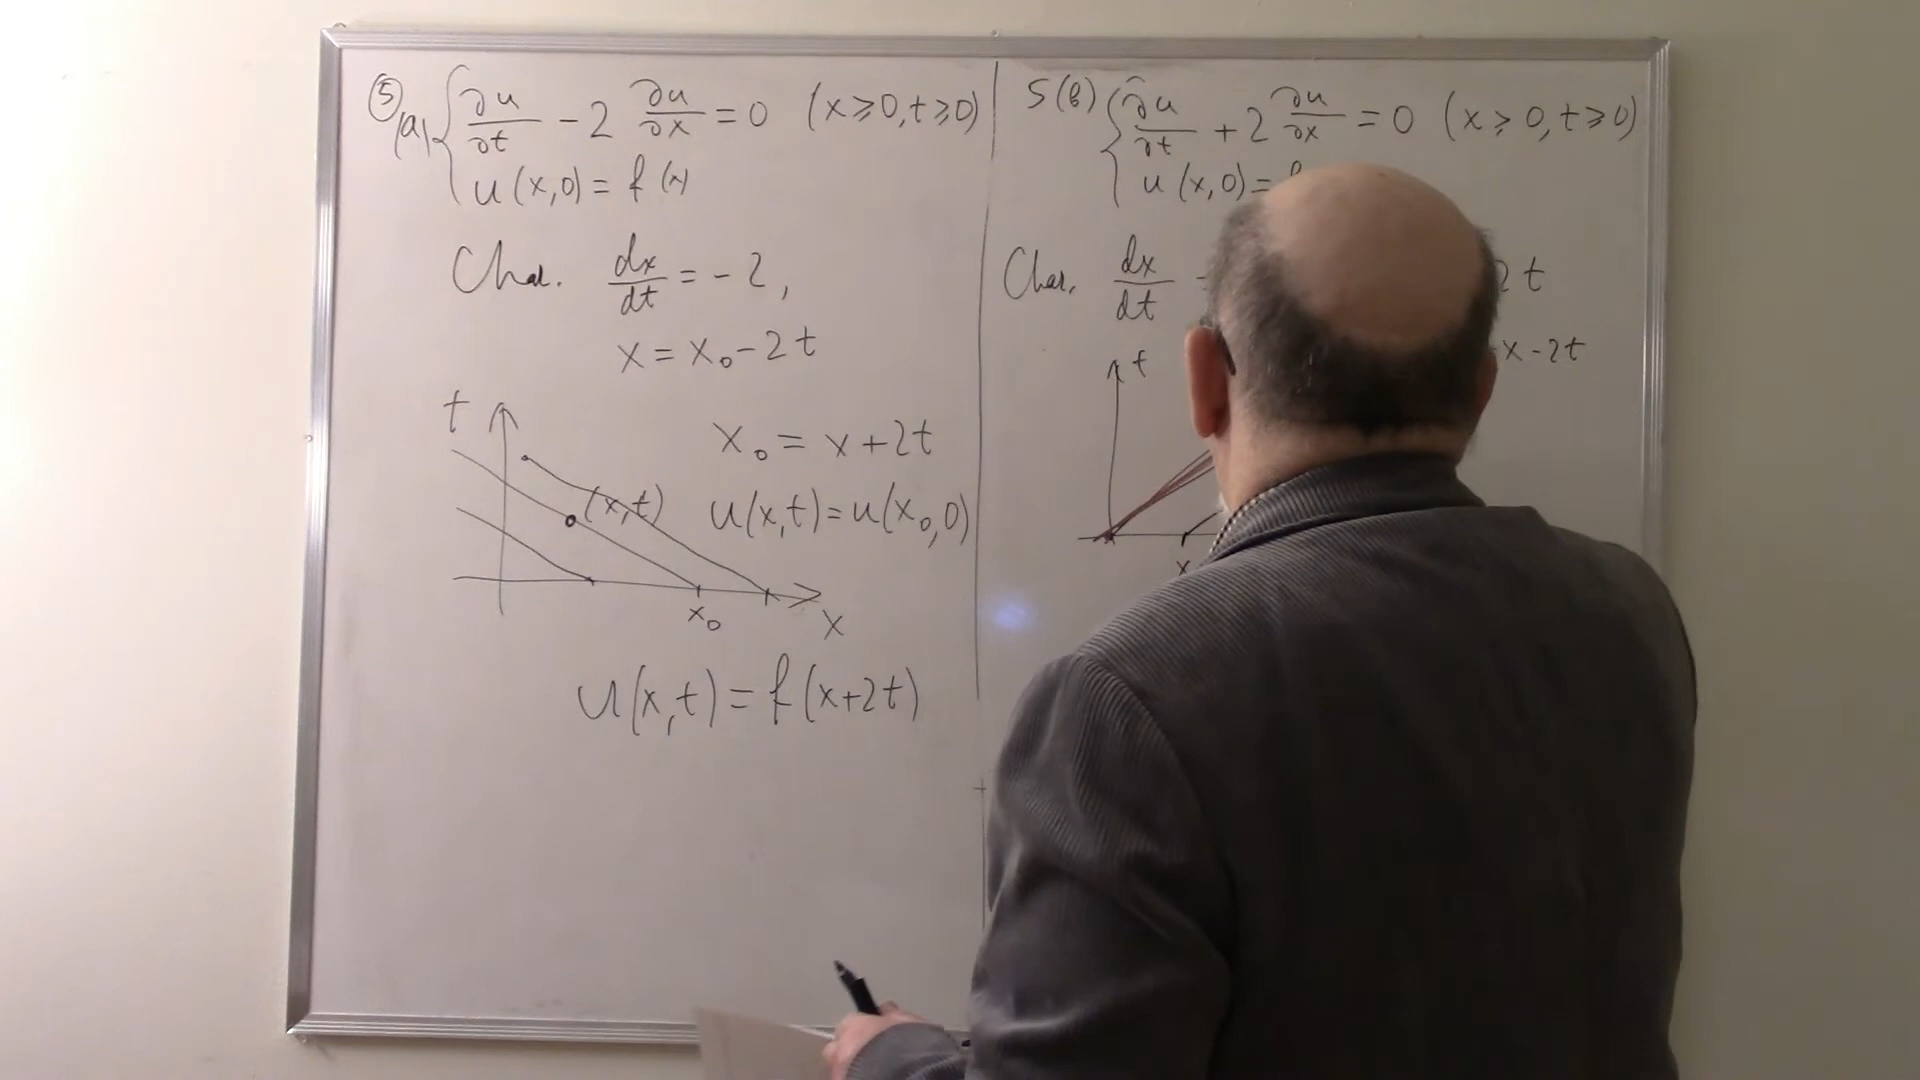 ⑤ (a) { ∂u/∂t − 2 ∂u/∂x = 0 (x ⩾ 0, t ⩾ 0)
u(x,0) = f(x)
Char. dx/dt = −2,
x = x₀ − 2t
t
x₀ = x + 2t
(x,t)
u(x,t) = u(x₀,0)
x₀
x
u(x,t) = f(x+2t)
5(b) { ∂u/∂t + 2 ∂u/∂x = 0 (x ⩾ 0, t ⩾ 0)
u(x,0) =
Char. dx/dt
2t
x − 2t
t
x